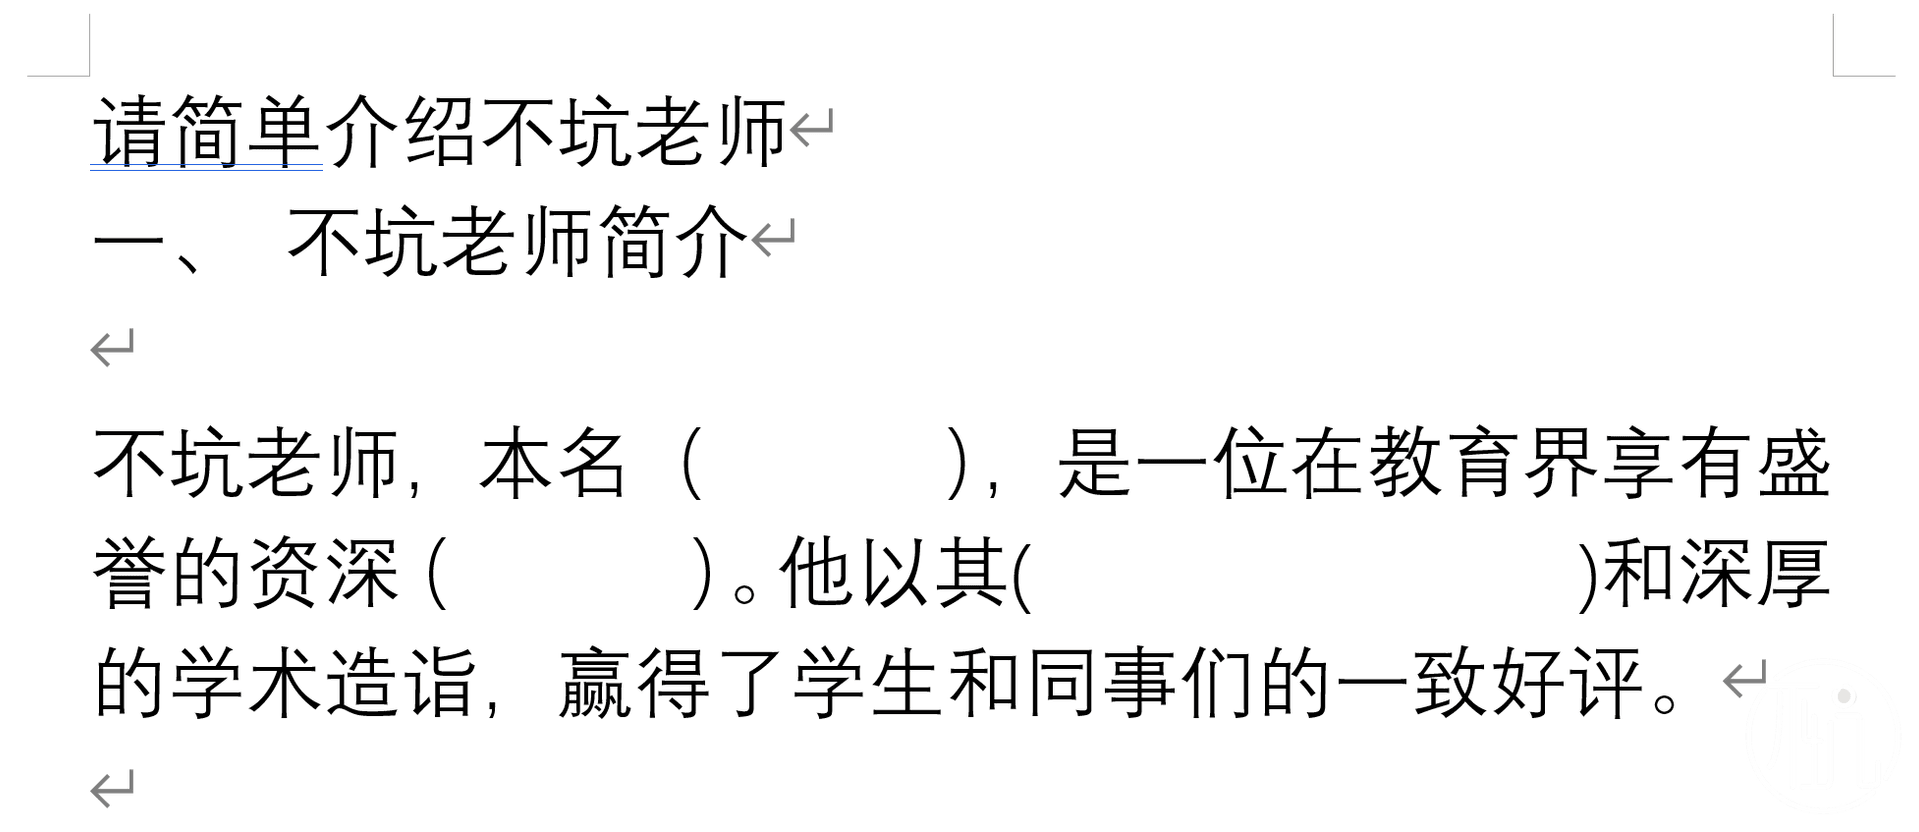 请简单介绍不坑老师
一、 不坑老师简介
不坑老师，本名（      ），是一位在教育界享有盛
誉的资深（      ）。他以其(              )和深厚
的学术造诣，赢得了学生和同事们的一致好评。